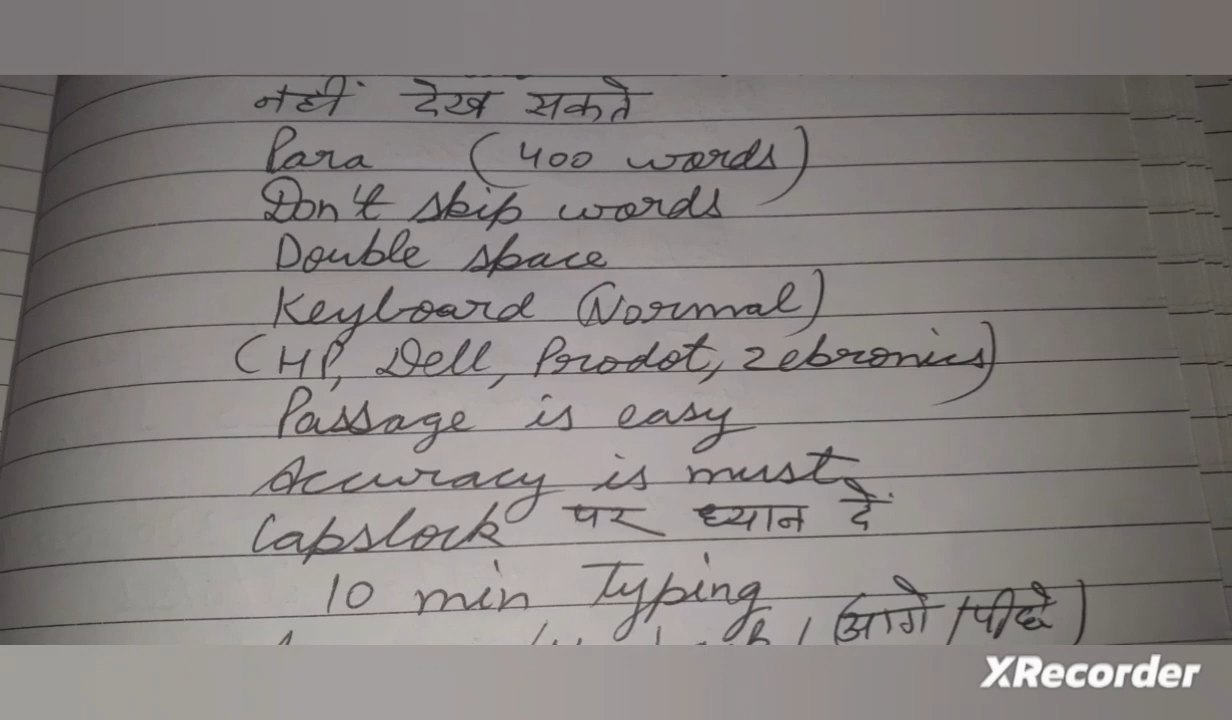 नहीं देख सकते
Para (400 words)
Don't skip words
Double space
Keyboard (Normal)
(HP, Dell, Prodot, Zebronics)
Passage is easy
Accuracy is must
Capslock पर ध्यान दें
10 min Typing
(आगे/पीछे)
XRecorder